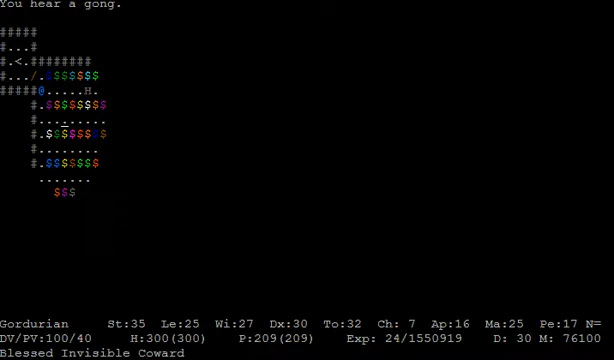 You hear a gong.
#####
#...#
#.<.########
#.../.$$$$$$
#####@.....H.
#.$$$$$$$
#...._....
#.$$$$$$$
#........
#.$$$$$$
......
$$$
Gordurian St:35 Le:25 Wi:27 Dx:30 To:32 Ch: 7 Ap:16 Ma:25 Pe:17 N=
DV/PV:100/40 H:300(300) P:209(209) Exp: 24/1550919 D: 30 M: 76100
Blessed Invisible Coward